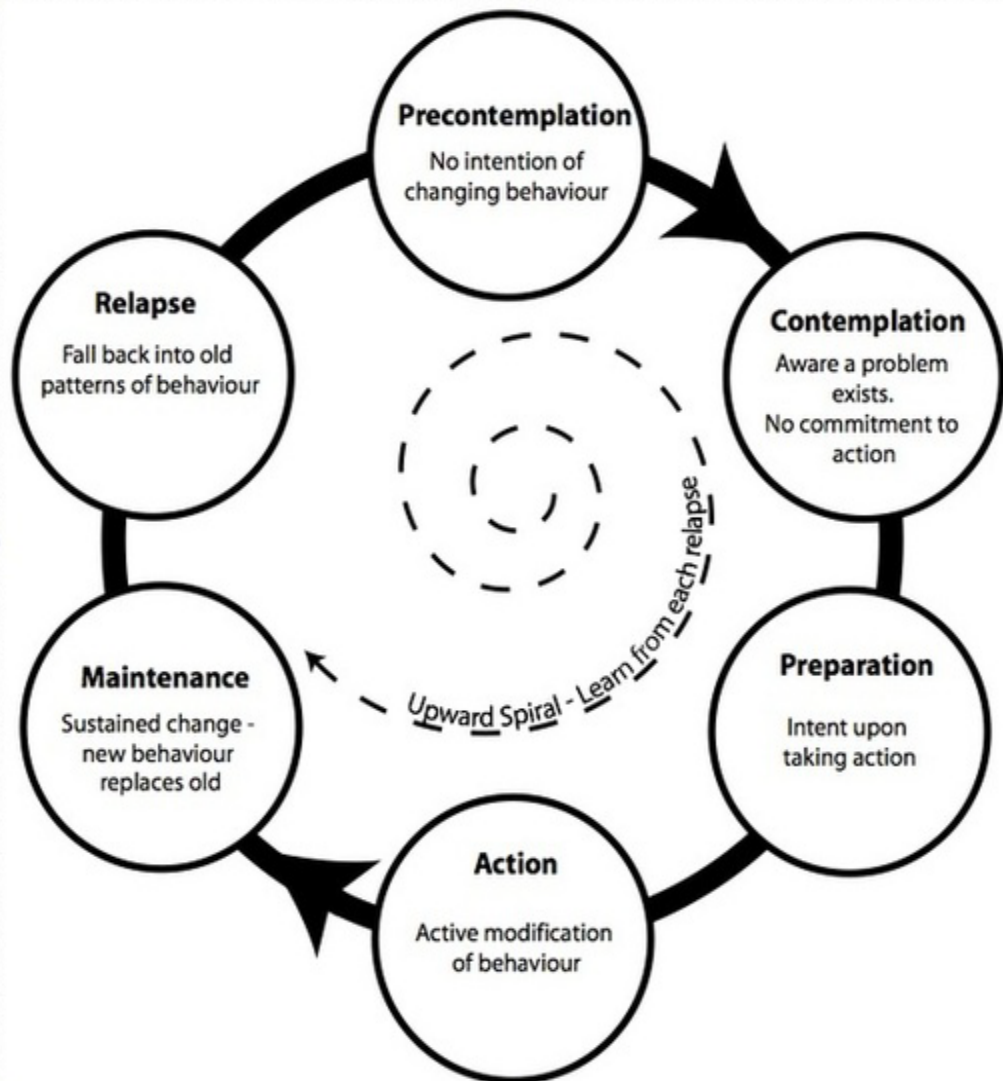 Precontemplation
No intention of
changing behaviour
Contemplation
Aware a problem
exists.
No commitment to
action
Preparation
Intent upon
taking action
Action
Active modification
of behaviour
Maintenance
Sustained change -
new behaviour
replaces old
Relapse
Fall back into old
patterns of behaviour
Upward Spiral - Learn from each relapse